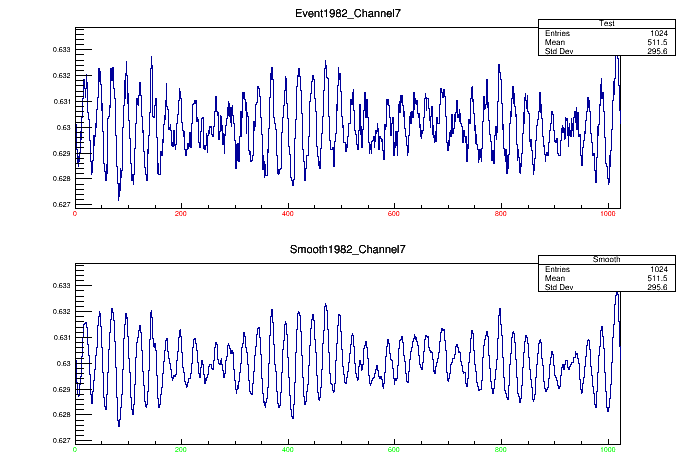 Event1982_Channel7
Test
Entries 1024
Mean 511.5
Std Dev 295.6
0.633
0.632
0.631
0.63
0.629
0.628
0.627
0 200 400 600 800 1000
Smooth1982_Channel7
Smooth
Entries 1024
Mean 511.5
Std Dev 295.6
0.633
0.632
0.631
0.63
0.629
0.628
0.627
0 200 400 600 800 1000